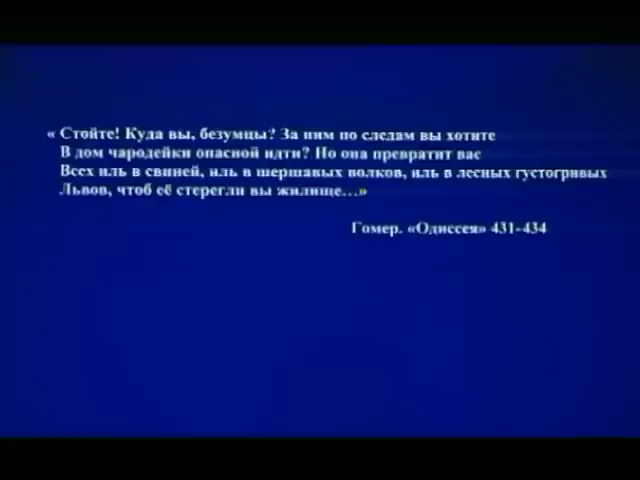 « Стойте! Куда вы, безумцы? За ним по следам вы хотите
В дом чародейки опасной идти? Но она превратит вас
Всех иль в свиней, иль в шершавых волков, иль в лесных густогривых
Львов, чтоб её стерегли вы жилище...»
Гомер. «Одиссея» 431-434